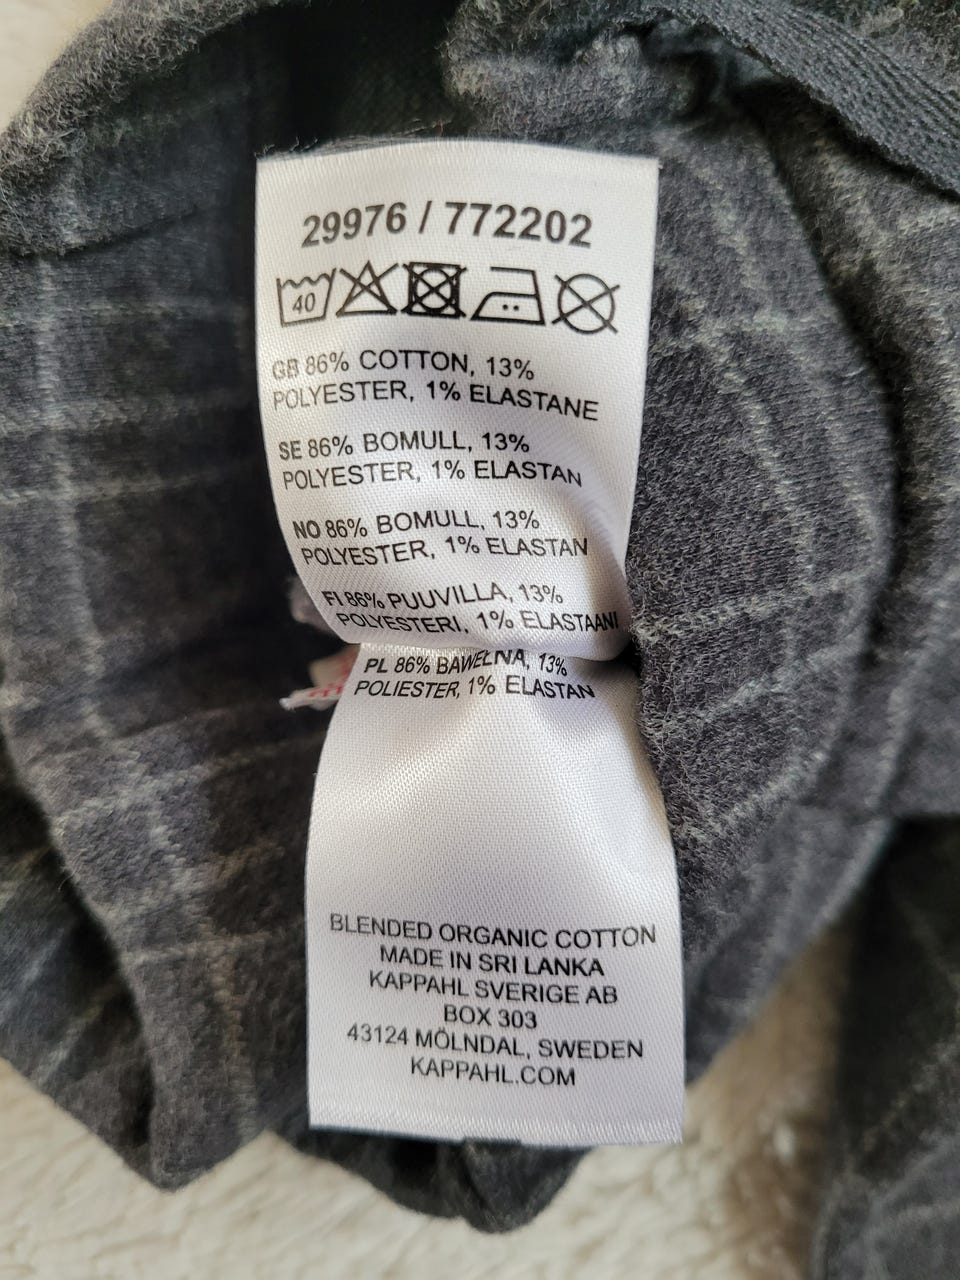 29976 / 772202
40
GB 86% COTTON, 13%
POLYESTER, 1% ELASTANE
SE 86% BOMULL, 13%
POLYESTER, 1% ELASTAN
NO 86% BOMULL, 13%
POLYESTER, 1% ELASTAN
FI 86% PUUVILLA, 13%
POLYESTERI, 1% ELASTAANI
PL 86% BAWEŁNA, 13%
POLIESTER, 1% ELASTAN
BLENDED ORGANIC COTTON
MADE IN SRI LANKA
KAPPAHL SVERIGE AB
BOX 303
43124 MÖLNDAL, SWEDEN
KAPPAHL.COM